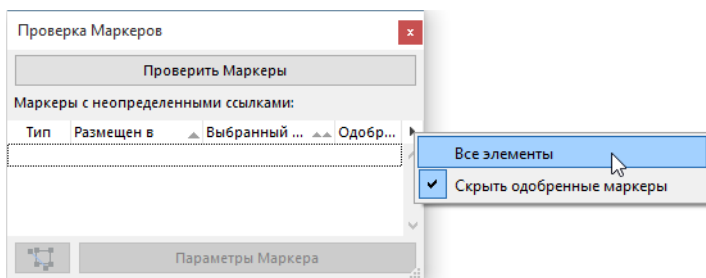 Проверка Маркеров
x
Проверить Маркеры
Маркеры с неопределенными ссылками:
Тип Размещен в Выбранный ... Одобр...
Все элементы
Скрыть одобренные маркеры
Параметры Маркера